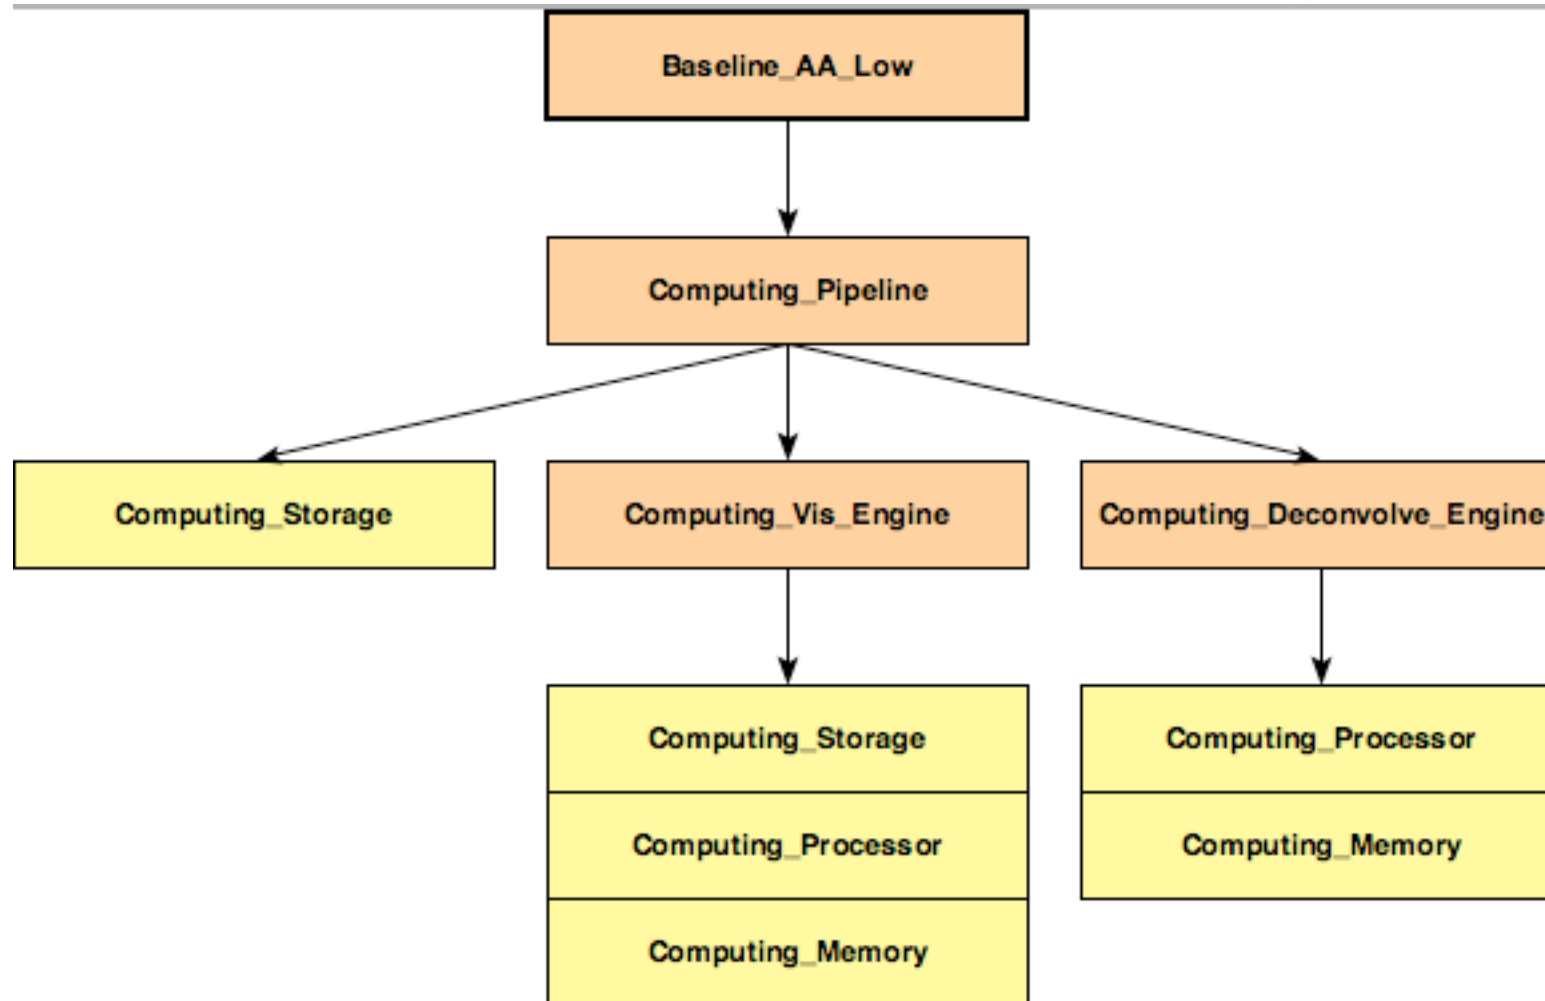 Baseline_AA_Low
Computing_Pipeline
Computing_Storage
Computing_Vis_Engine
Computing_Deconvolve_Engine
Computing_Storage
Computing_Processor
Computing_Memory
Computing_Processor
Computing_Memory